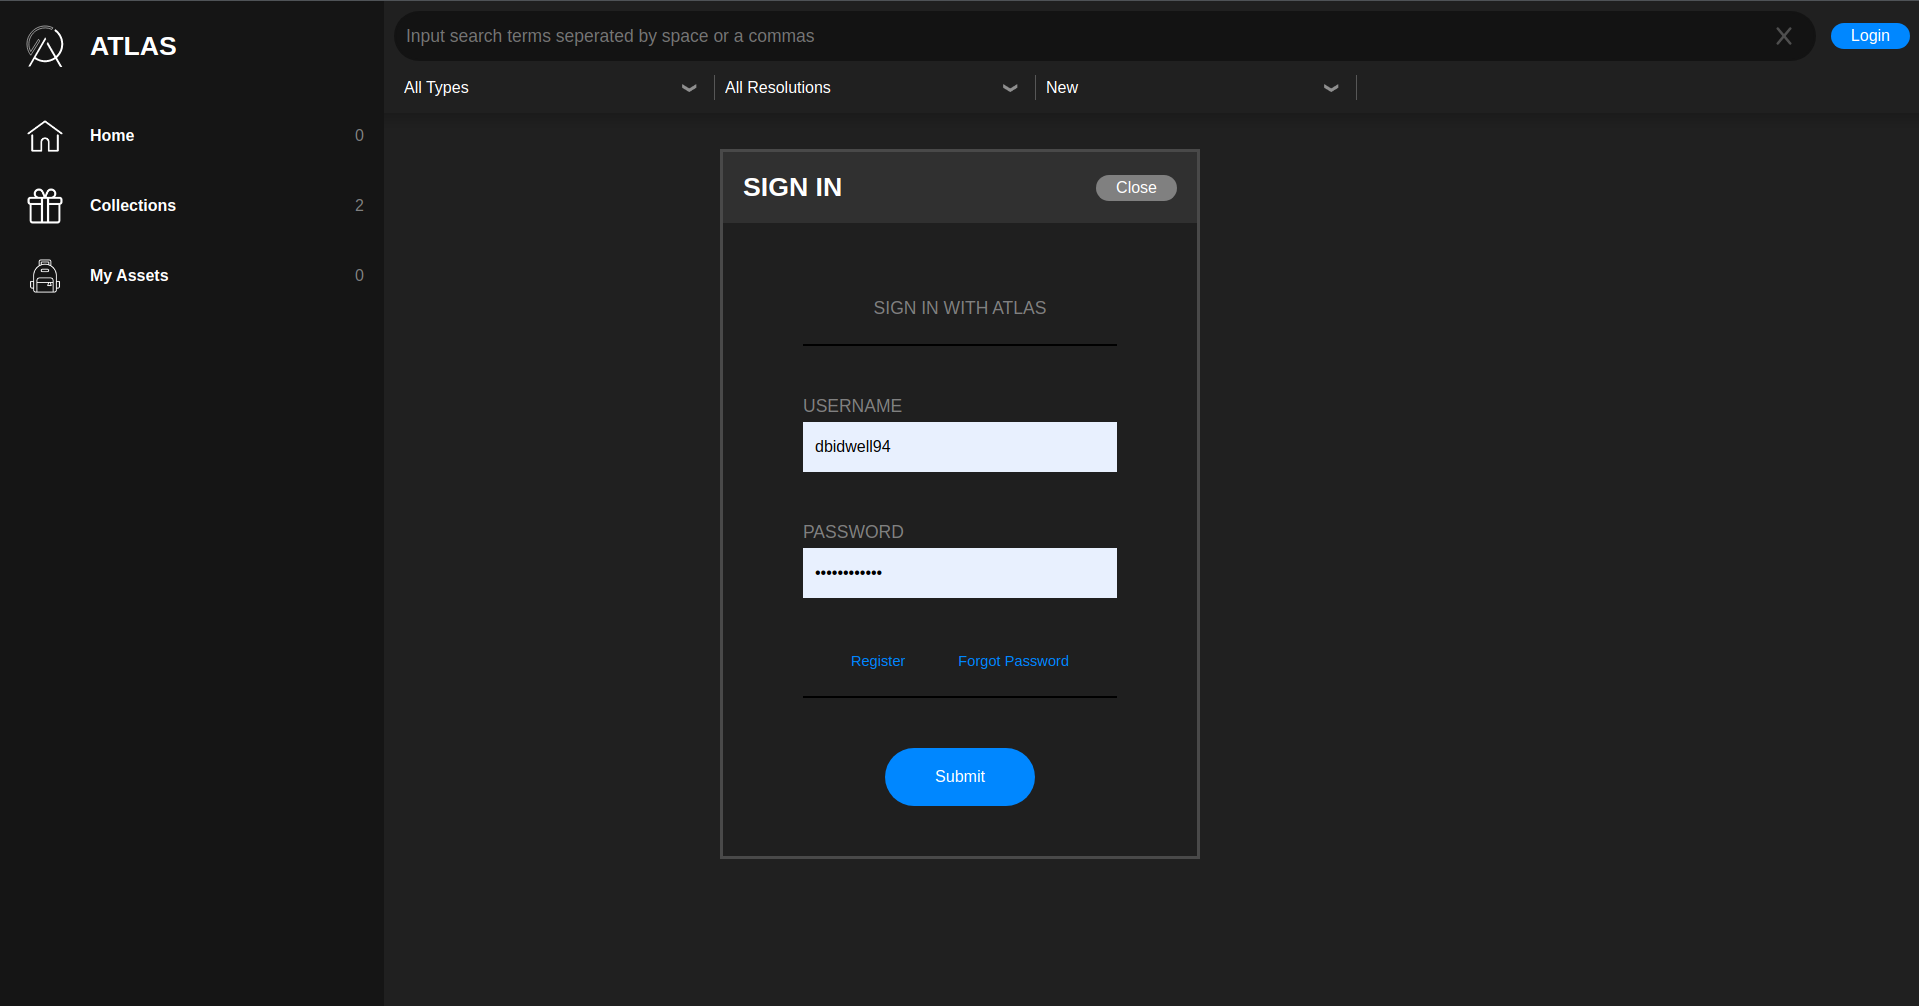 ATLAS
Input search terms seperated by space or a commas
Login
All Types
All Resolutions
New
Home 0
Collections 2
My Assets 0
SIGN IN
Close
SIGN IN WITH ATLAS
USERNAME
dbidwell94
PASSWORD
••••••••••••
Register Forgot Password
Submit